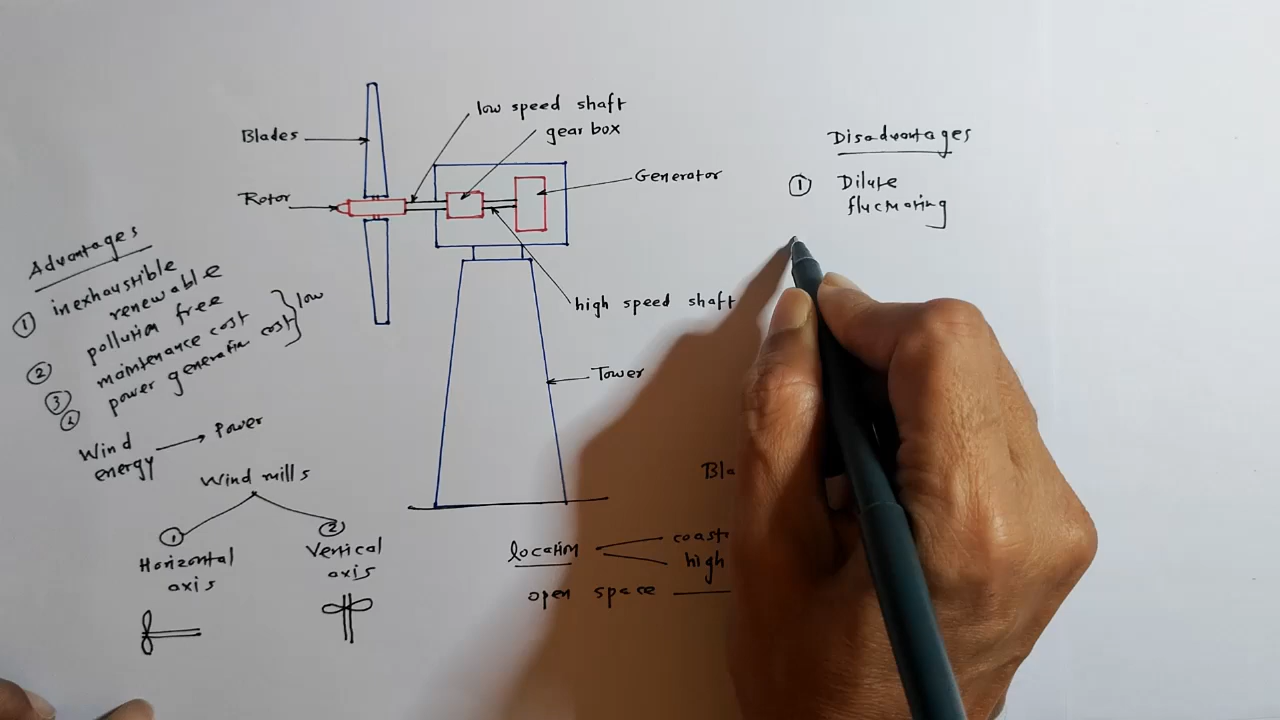 low speed shaft
gear box
Blades
Disadvantages
Generator
① Dilute
Rotor
fluctuating
Advantages
① inexhaustible
renewable
② pollution free
③ maintenance cost
④ power generation cost
low
high speed shaft
Tower
Wind
energy
Power
Wind mills
① ②
Horizontal
axis
Vertical
axis
location
high
open space